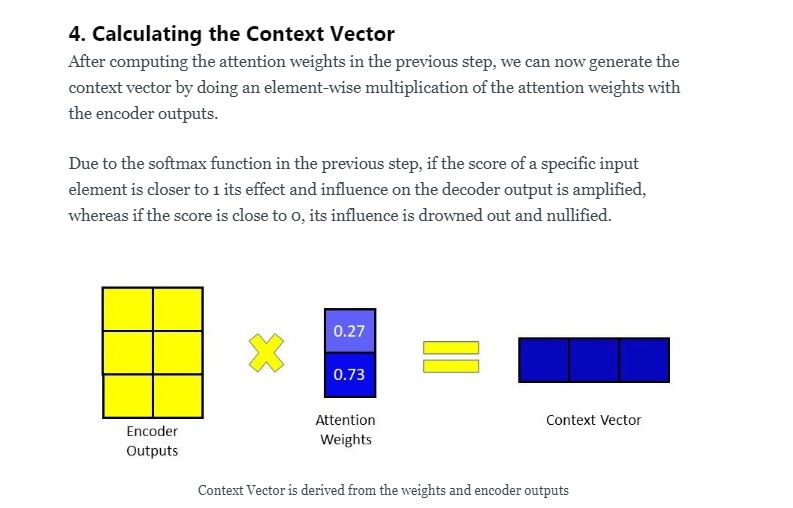 4. Calculating the Context Vector
After computing the attention weights in the previous step, we can now generate the
context vector by doing an element-wise multiplication of the attention weights with
the encoder outputs.
Due to the softmax function in the previous step, if the score of a specific input
element is closer to 1 its effect and influence on the decoder output is amplified,
whereas if the score is close to 0, its influence is drowned out and nullified.
0.27
0.73
Encoder
Outputs
Attention
Weights
Context Vector
Context Vector is derived from the weights and encoder outputs